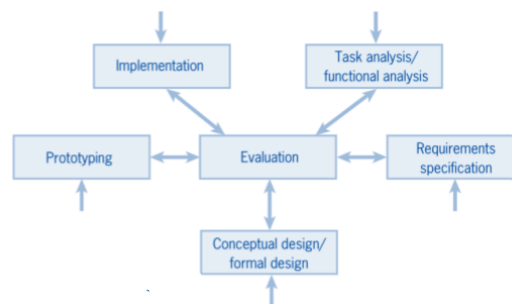 Implementation
Task analysis/
functional analysis
Prototyping
Evaluation
Requirements
specification
Conceptual design/
formal design